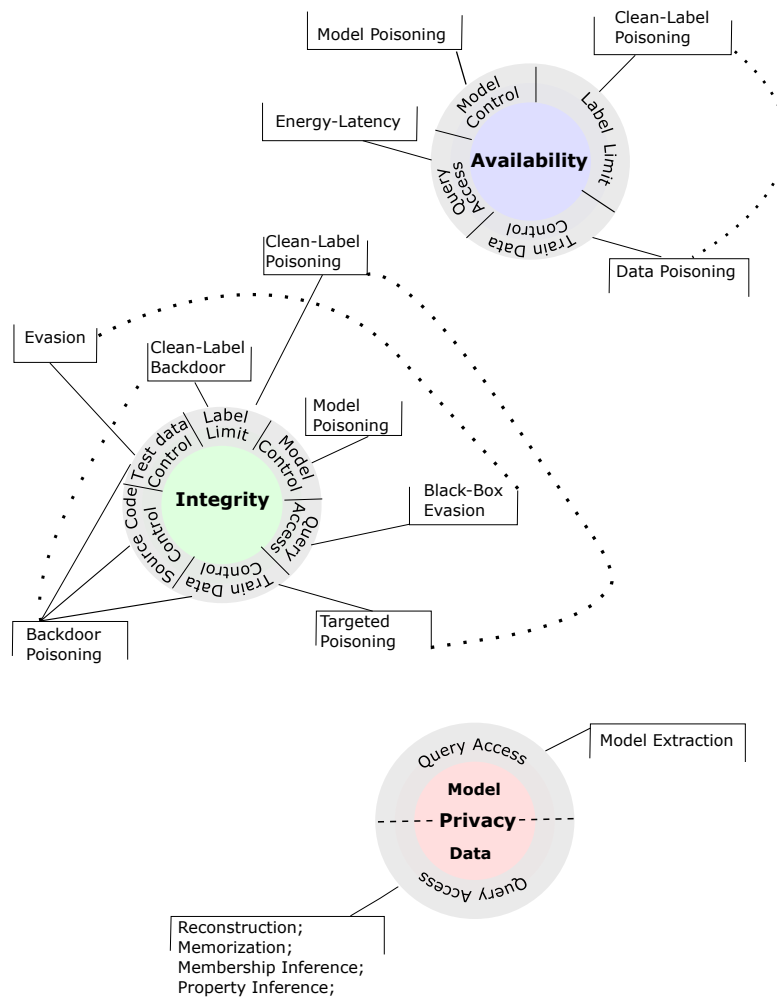 Model Poisoning
Clean-Label
Poisoning
Energy-Latency
Model
Control
Label Limit
Availability
Query
Access
Train Data
Control
Data Poisoning
Clean-Label
Poisoning
Evasion
Clean-Label
Backdoor
Model
Poisoning
Label
Limit
Test data
Control
Model
Control
Integrity
Black-Box
Evasion
Source Code
Control
Query
Access
Train Data
Control
Backdoor
Poisoning
Targeted
Poisoning
Model Extraction
Query Access
Model
Privacy
Data
Query Access
Reconstruction;
Memorization;
Membership Inference;
Property Inference;